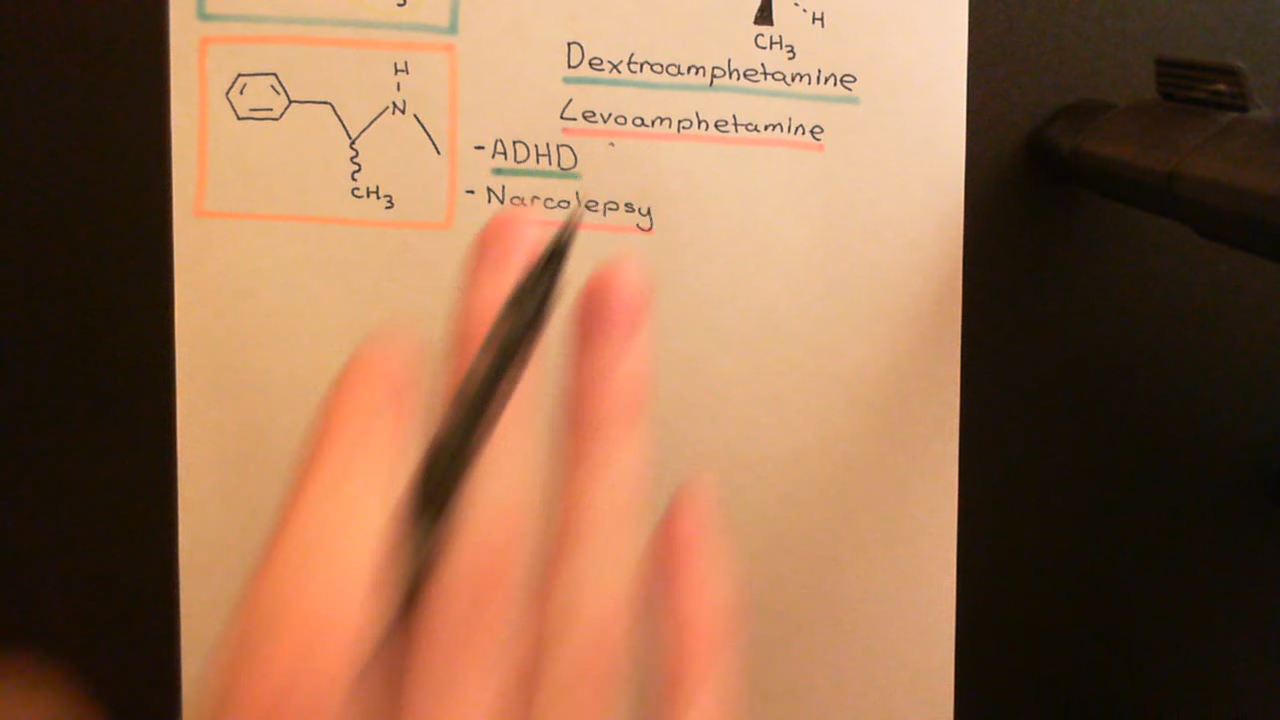 H
CH3
Dextroamphetamine
H
N
Levoamphetamine
-ADHD
CH3
- Narcolepsy